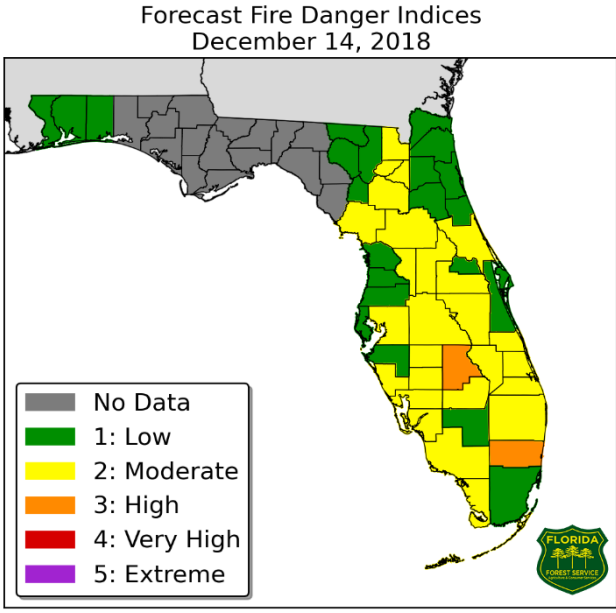 Forecast Fire Danger Indices
December 14, 2018
No Data
1: Low
2: Moderate
3: High
4: Very High
5: Extreme
FLORIDA
FOREST SERVICE